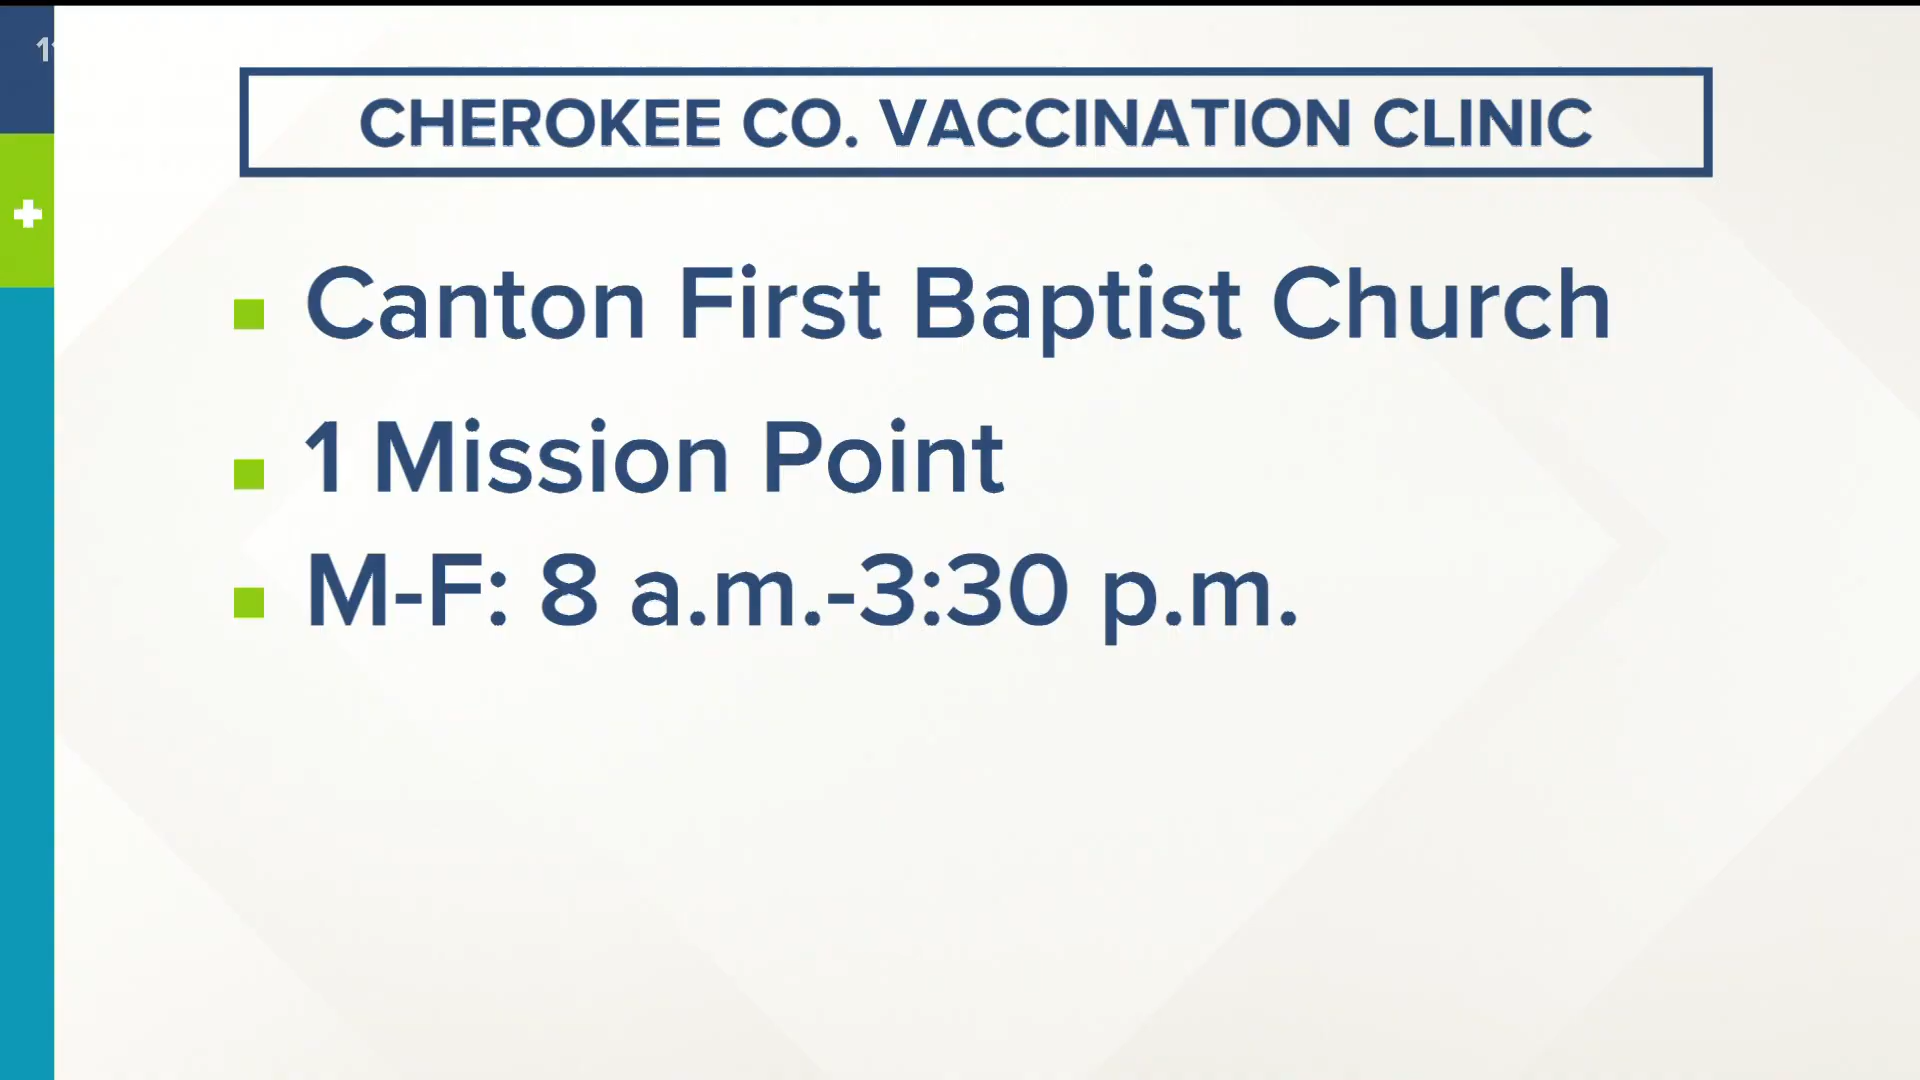 CHEROKEE CO. VACCINATION CLINIC
Canton First Baptist Church
1 Mission Point
M-F: 8 a.m.-3:30 p.m.